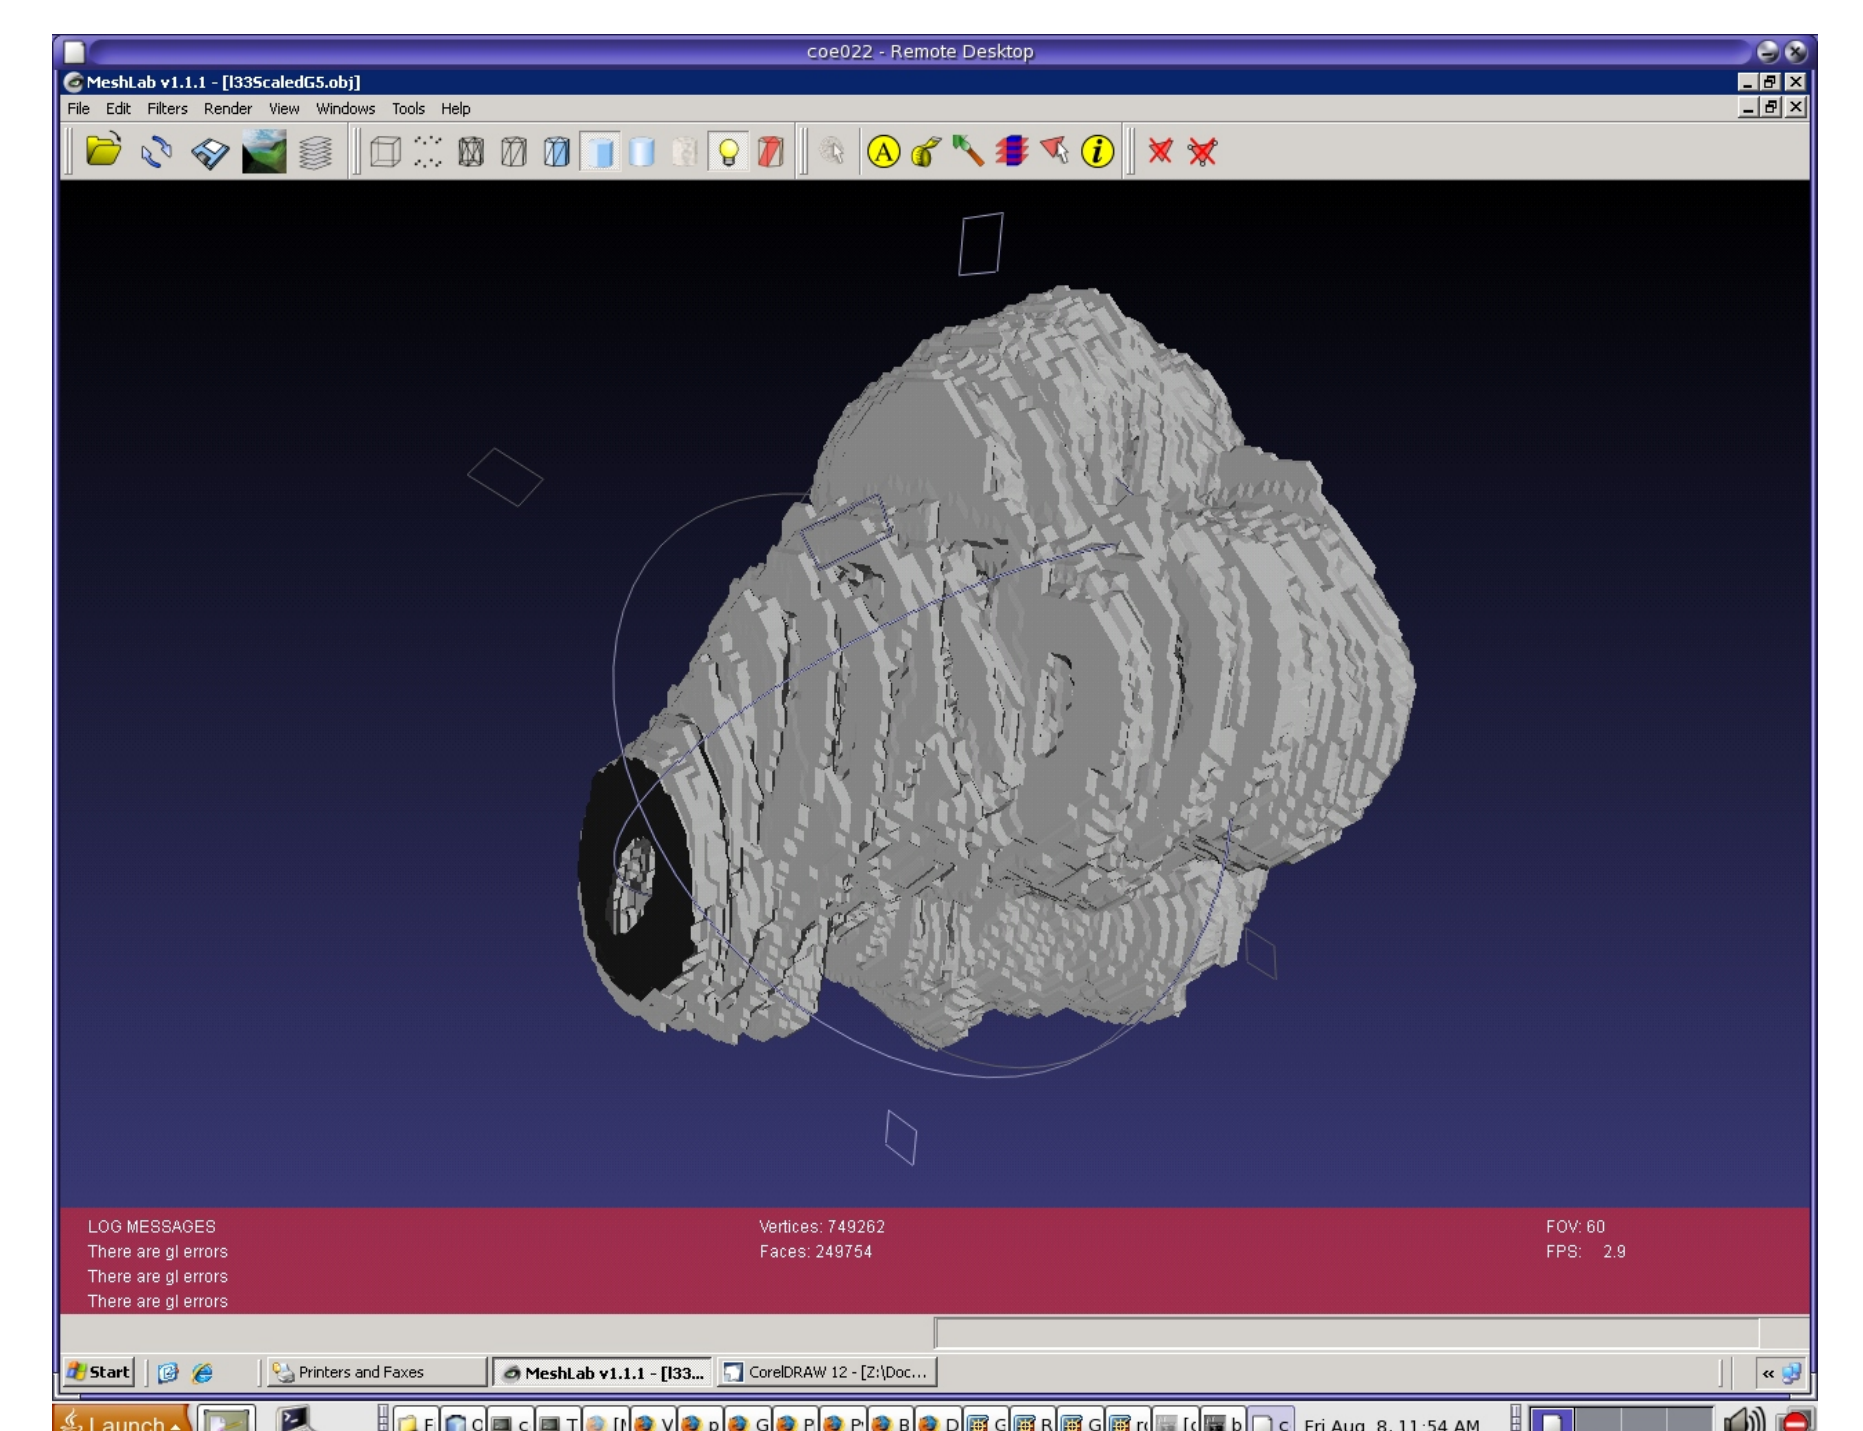 coe022 - Remote Desktop
MeshLab v1.1.1 - [l33ScaledG5.obj]
File Edit Filters Render View Windows Tools Help
A i
LOG MESSAGES
There are gl errors
There are gl errors
There are gl errors
Vertices: 749262
Faces: 249754
FOV: 60
FPS: 2.9
Start Printers and Faxes MeshLab v1.1.1 - [l33... CorelDRAW 12 - [Z:\Doc... «
Launch F C c T [M V p G P P B D G R G r [c b c Fri Aug 8, 11:54 AM